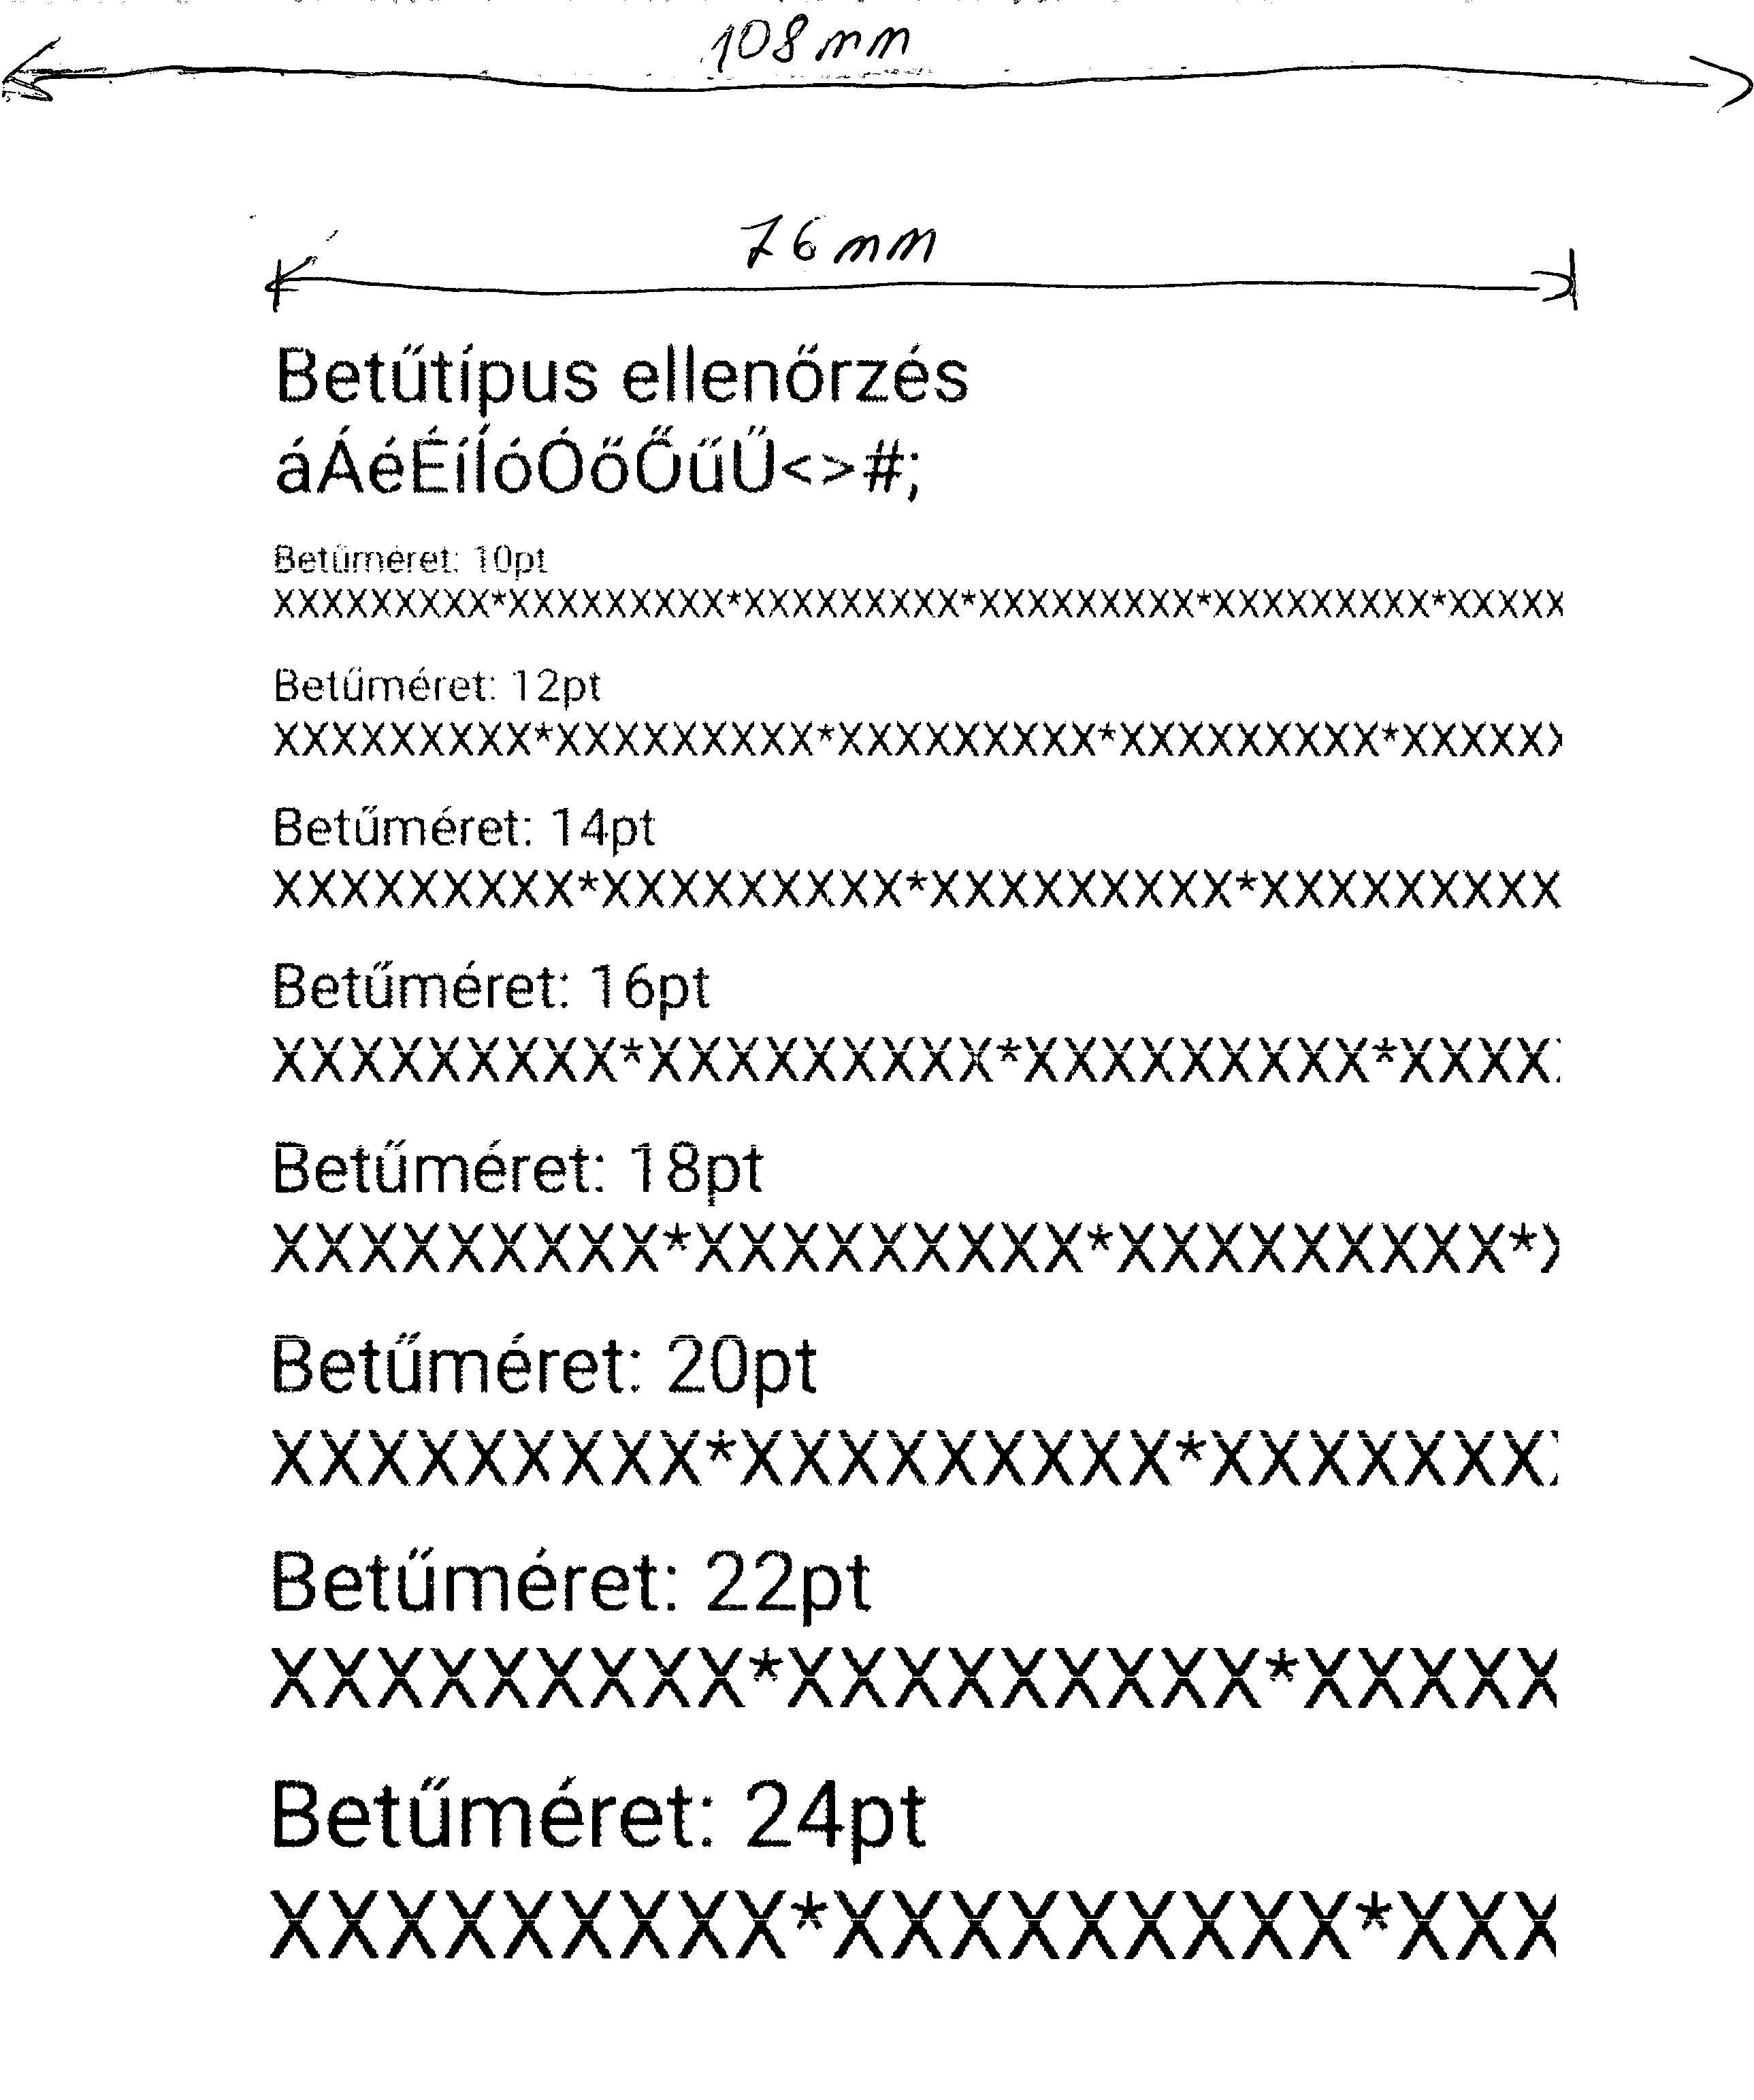 108 mm
76 mm
Betűtípus ellenőrzés
áÁéÉíÍóÓőŐűŰ<>#;
Betűméret: 10pt
XXXXXXXXX*XXXXXXXXX*XXXXXXXXX*XXXXXXXXX*XXXXXXXXX*XXXXX
Betűméret: 12pt
XXXXXXXXX*XXXXXXXXX*XXXXXXXXX*XXXXXXXXX*XXXXXX
Betűméret: 14pt
XXXXXXXXX*XXXXXXXXX*XXXXXXXXX*XXXXXXXXX
Betűméret: 16pt
XXXXXXXXX*XXXXXXXXX*XXXXXXXXX*XXXX
Betűméret: 18pt
XXXXXXXXX*XXXXXXXXX*XXXXXXXXX*X
Betűméret: 20pt
XXXXXXXXX*XXXXXXXXX*XXXXXXX
Betűméret: 22pt
XXXXXXXXX*XXXXXXXXX*XXXXX
Betűméret: 24pt
XXXXXXXXX*XXXXXXXXX*XXX